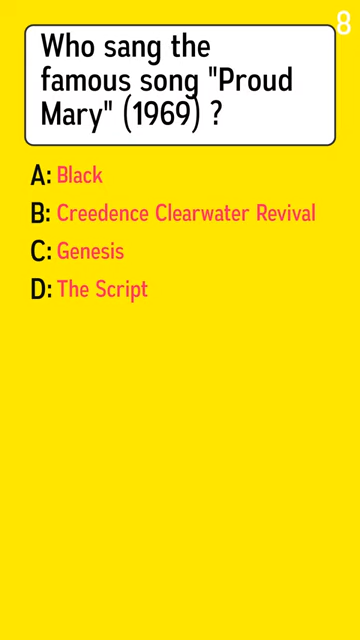 8
Who sang the
famous song "Proud
Mary" (1969) ?
A: Black
B: Creedence Clearwater Revival
C: Genesis
D: The Script